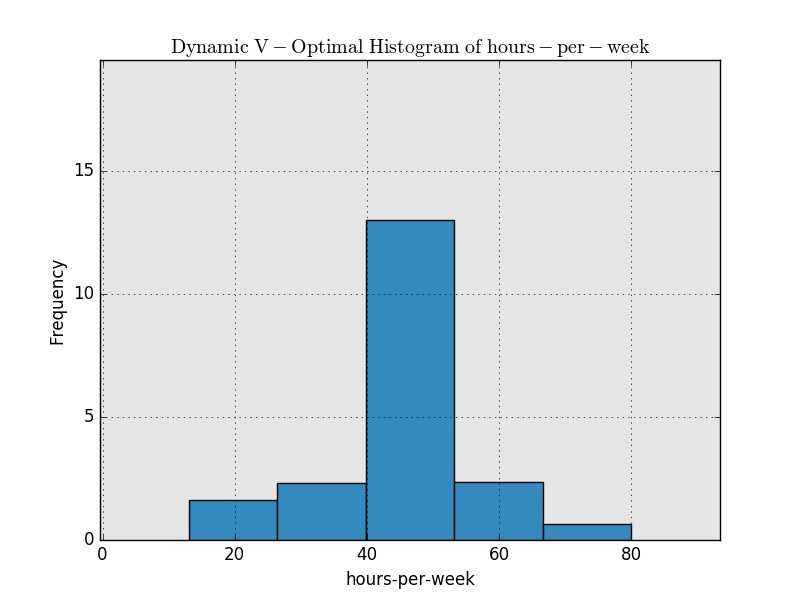 Dynamic V − Optimal Histogram of hours − per − week
15
10
5
0
Frequency
0 20 40 60 80
hours-per-week